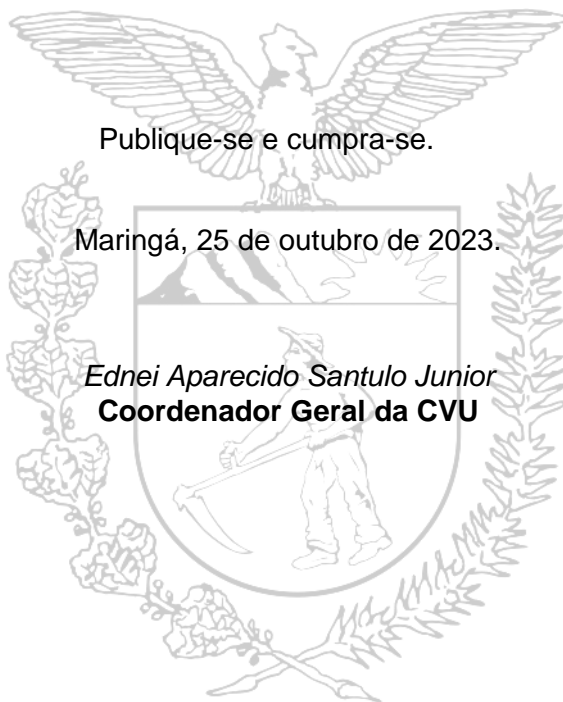 Publique-se e cumpra-se.
Maringá, 25 de outubro de 2023.
Ednei Aparecido Santulo Junior
Coordenador Geral da CVU